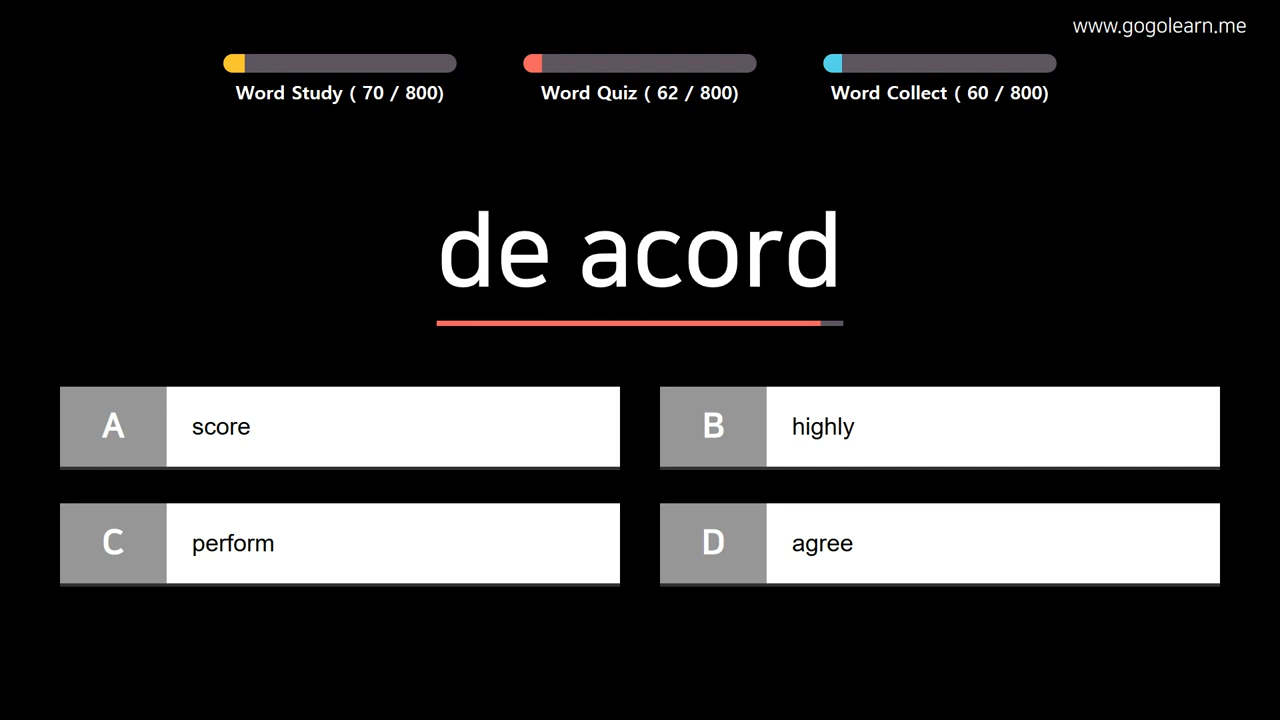 www.gogolearn.me
Word Study ( 70 / 800)
Word Quiz ( 62 / 800)
Word Collect ( 60 / 800)
de acord
A score
B highly
C perform
D agree